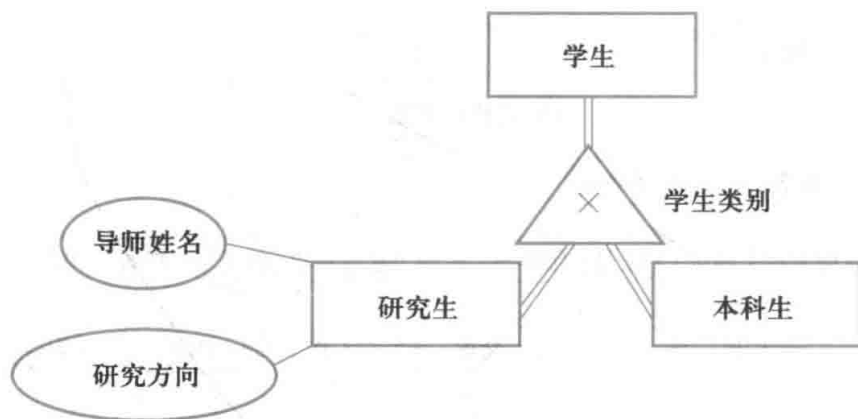 学生
学生类别
导师姓名
研究生
本科生
研究方向